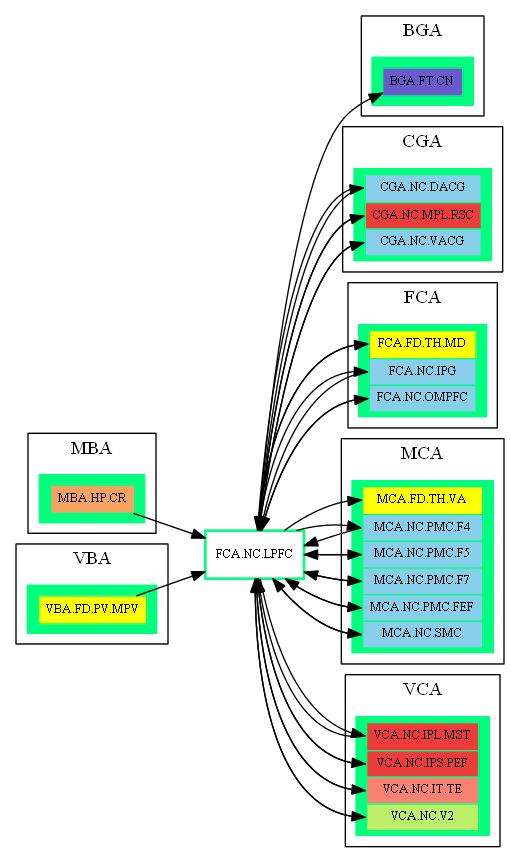 BGA
BGA.FT.CN
CGA
CGA.NC.DACG
CGA.NC.MPL.RSC
CGA.NC.VACG
FCA
FCA.FD.TH.MD
FCA.NC.IPG
FCA.NC.OMPFC
MBA
MBA.HP.CR
VBA
VBA.FD.PV.MPV
FCA.NC.LPFC
MCA
MCA.FD.TH.VA
MCA.NC.PMC.F4
MCA.NC.PMC.F5
MCA.NC.PMC.F7
MCA.NC.PMC.FEF
MCA.NC.SMC
VCA
VCA.NC.IPL.MST
VCA.NC.IPS.PEF
VCA.NC.IT.TE
VCA.NC.V2